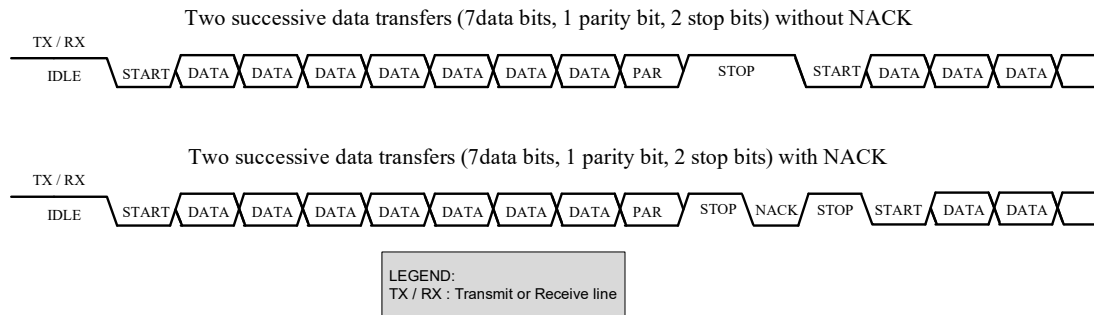 Two successive data transfers (7data bits, 1 parity bit, 2 stop bits) without NACK
TX / RX
IDLE START DATA DATA DATA DATA DATA DATA DATA PAR STOP START DATA DATA DATA
Two successive data transfers (7data bits, 1 parity bit, 2 stop bits) with NACK
TX / RX
IDLE START DATA DATA DATA DATA DATA DATA DATA PAR STOP NACK STOP START DATA DATA
LEGEND:
TX / RX : Transmit or Receive line